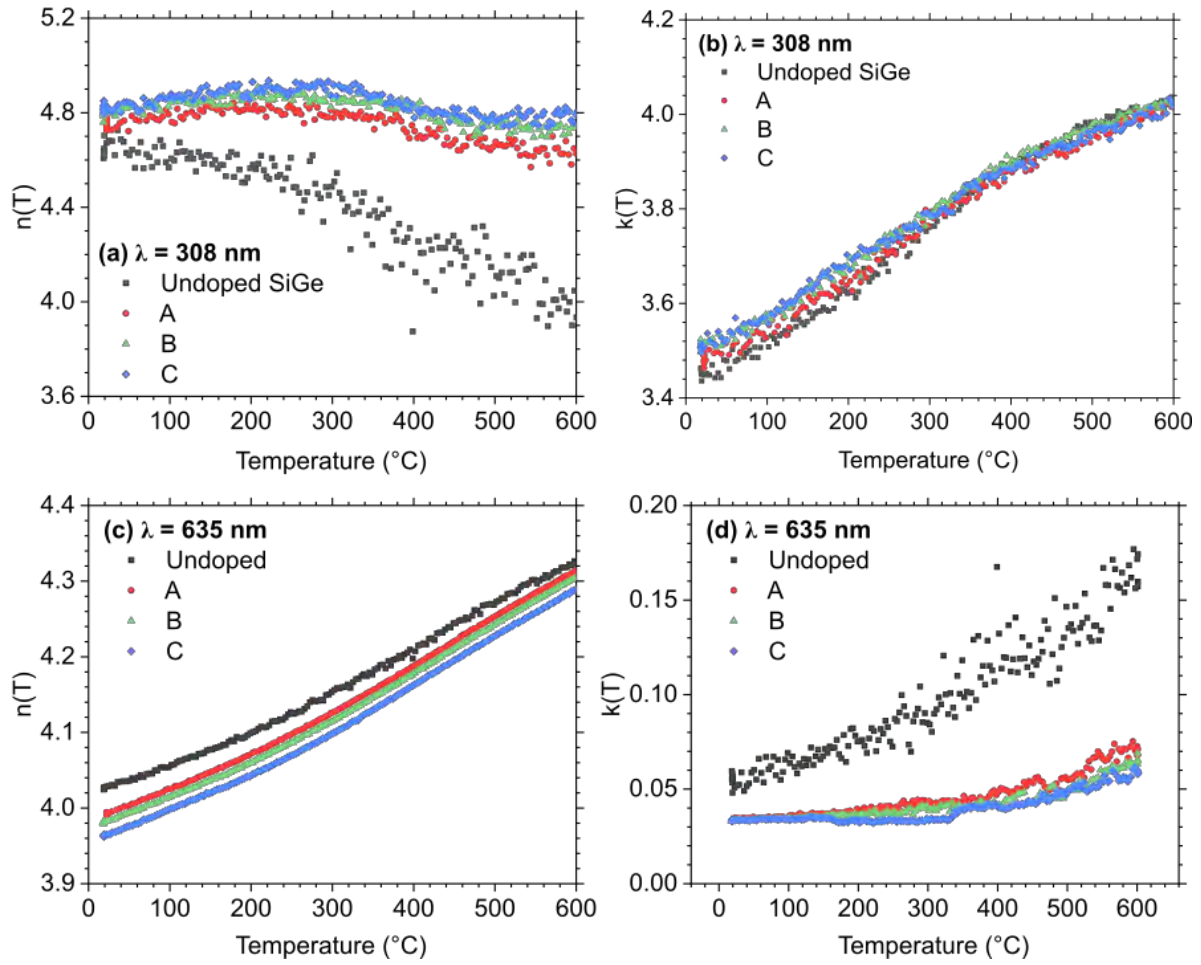 5.2
4.8
4.4
4.0
3.6
n(T)
(a) λ = 308 nm
Undoped SiGe
A
B
C
0 100 200 300 400 500 600
Temperature (°C)
4.2
4.0
3.8
3.6
3.4
k(T)
(b) λ = 308 nm
Undoped SiGe
A
B
C
0 100 200 300 400 500 600
Temperature (°C)
4.4
4.3
4.2
4.1
4.0
3.9
n(T)
(c) λ = 635 nm
Undoped
A
B
C
0 100 200 300 400 500 600
Temperature (°C)
0.20
0.15
0.10
0.05
0.00
k(T)
(d) λ = 635 nm
Undoped
A
B
C
0 100 200 300 400 500 600
Temperature (°C)